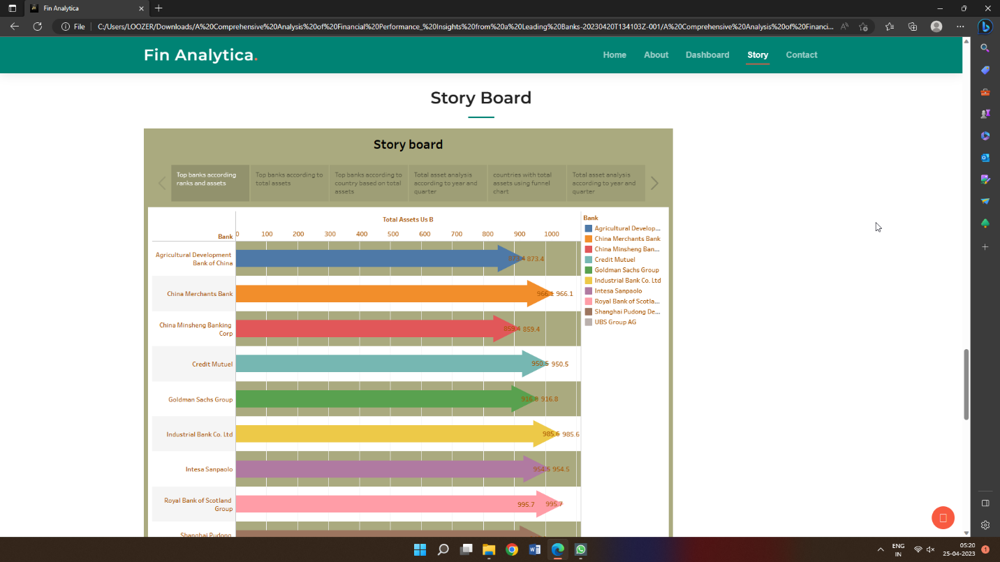 Fin Analytica
File
C:/Users/LOOZER/Downloads/A%20Comprehensive%20Analysis%20of%20Financial%20Performance_%20Insights%20from%20a%20Leading%20Banks-20230420T134103Z-001/A%20Comprehensive%20Analysis%20of%20Financi...
Fin Analytica.
Home
About
Dashboard
Story
Contact
Story Board
Story board
Top banks according
ranks and assets
Top banks according to
total assets
Top banks according to
country based on total
assets
Total asset analysis
according to year and
quarter
countries with total
assets using funnel
chart
Total asset analysis
according to year and
quarter
Total Assets Us B
Bank
0 100 200 300 400 500 600 700 800 900 1000
Agricultural Development
Bank of China
873.4 873.4
China Merchants Bank
966.1 966.1
China Minsheng Banking
Corp
859.4 859.4
Credit Mutuel
950.5 950.5
Goldman Sachs Group
916.8 916.8
Industrial Bank Co. Ltd
985.6 985.6
Intesa Sanpaolo
954.5 954.5
Royal Bank of Scotland
Group
995.7 995.7
Shanghai Pudong
Bank
Agricultural Develop...
China Merchants Bank
China Minsheng Ban...
Credit Mutuel
Goldman Sachs Group
Industrial Bank Co. Ltd
Intesa Sanpaolo
Royal Bank of Scotla...
Shanghai Pudong De...
UBS Group AG
ENG
IN
05:20
25-04-2023
1